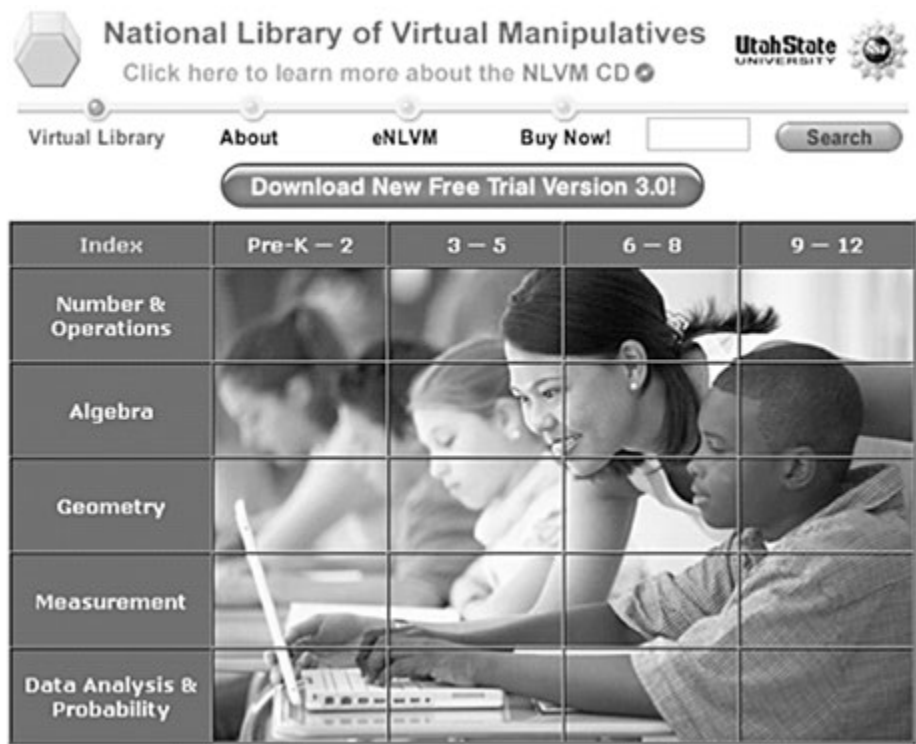 National Library of Virtual Manipulatives
Click here to learn more about the NLVM CD
UtahState
UNIVERSITY
Virtual Library
About
eNLVM
Buy Now!
Search
Download New Free Trial Version 3.0!
Index
Pre-K — 2
3 — 5
6 — 8
9 — 12
Number &
Operations
Algebra
Geometry
Measurement
Data Analysis &
Probability